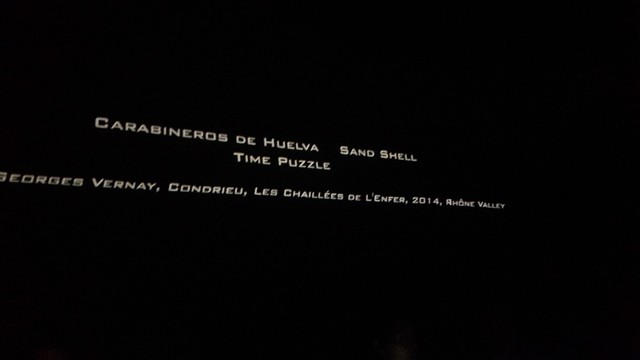 Carabineros de Huelva Sand Shell
Time Puzzle
Georges Vernay, Condrieu, Les Chaillées de L'Enfer, 2014, Rhône Valley